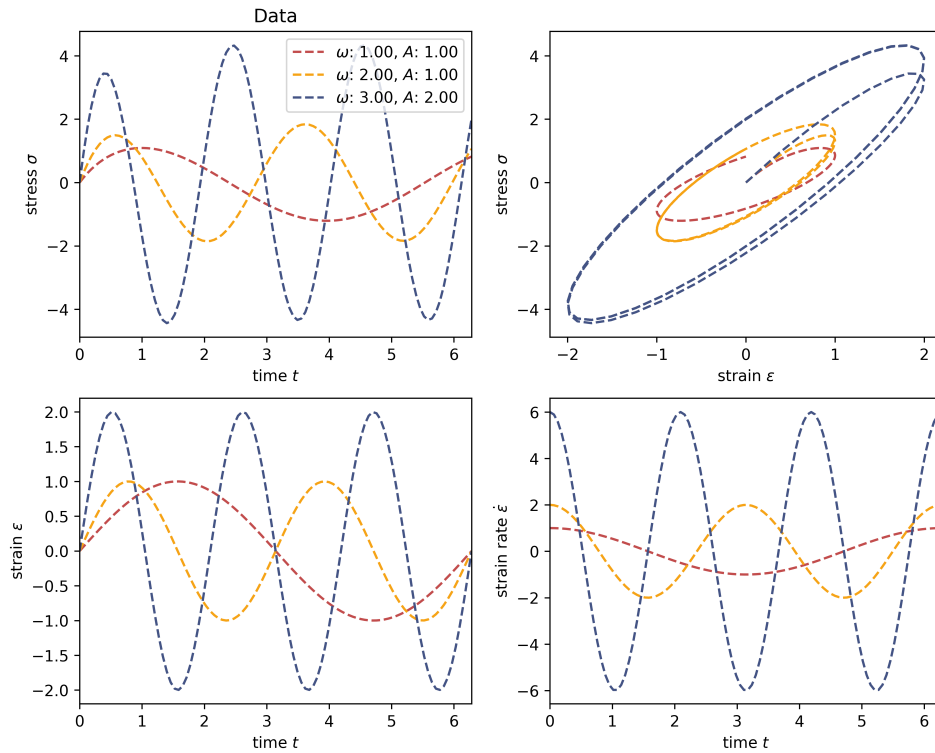 Data
stress σ
4
2
0
−2
−4
ω: 1.00, A: 1.00
ω: 2.00, A: 1.00
ω: 3.00, A: 2.00
0 1 2 3 4 5 6
time t
stress σ
4
2
0
−2
−4
−2 −1 0 1 2
strain ε
strain ε
2.0
1.5
1.0
0.5
0.0
−0.5
−1.0
−1.5
−2.0
0 1 2 3 4 5 6
time t
strain rate ε̇
6
4
2
0
−2
−4
−6
0 1 2 3 4 5 6
time t